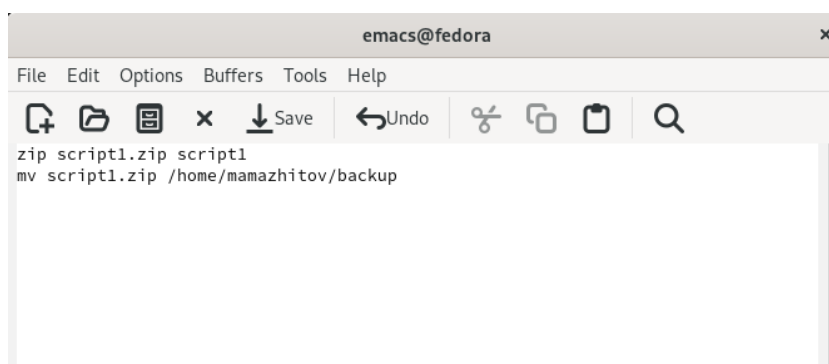 emacs@fedora
File Edit Options Buffers Tools Help
Save Undo
zip script1.zip script1
mv script1.zip /home/mamazhitov/backup